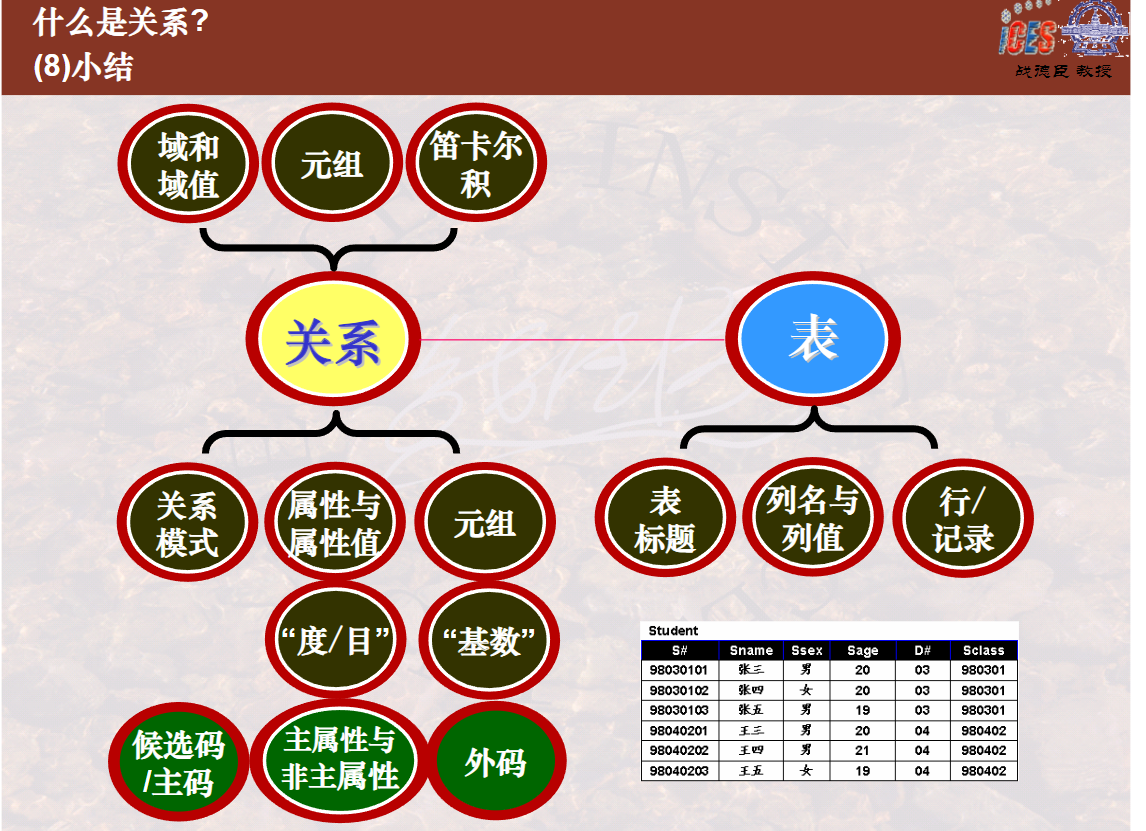 什么是关系?
(8)小结
iCES
战德臣 教授
域和
域值
元组
笛卡尔
积
关系
表
关系
模式
属性与
属性值
元组
表
标题
列名与
列值
行/
记录
“度/目”
“基数”
候选码
/主码
主属性与
非主属性
外码
Student
S# Sname Ssex Sage D# Sclass
98030101 张三 男 20 03 980301
98030102 张四 女 20 03 980301
98030103 张五 男 19 03 980301
98040201 王三 男 20 04 980402
98040202 王四 男 21 04 980402
98040203 王五 女 19 04 980402